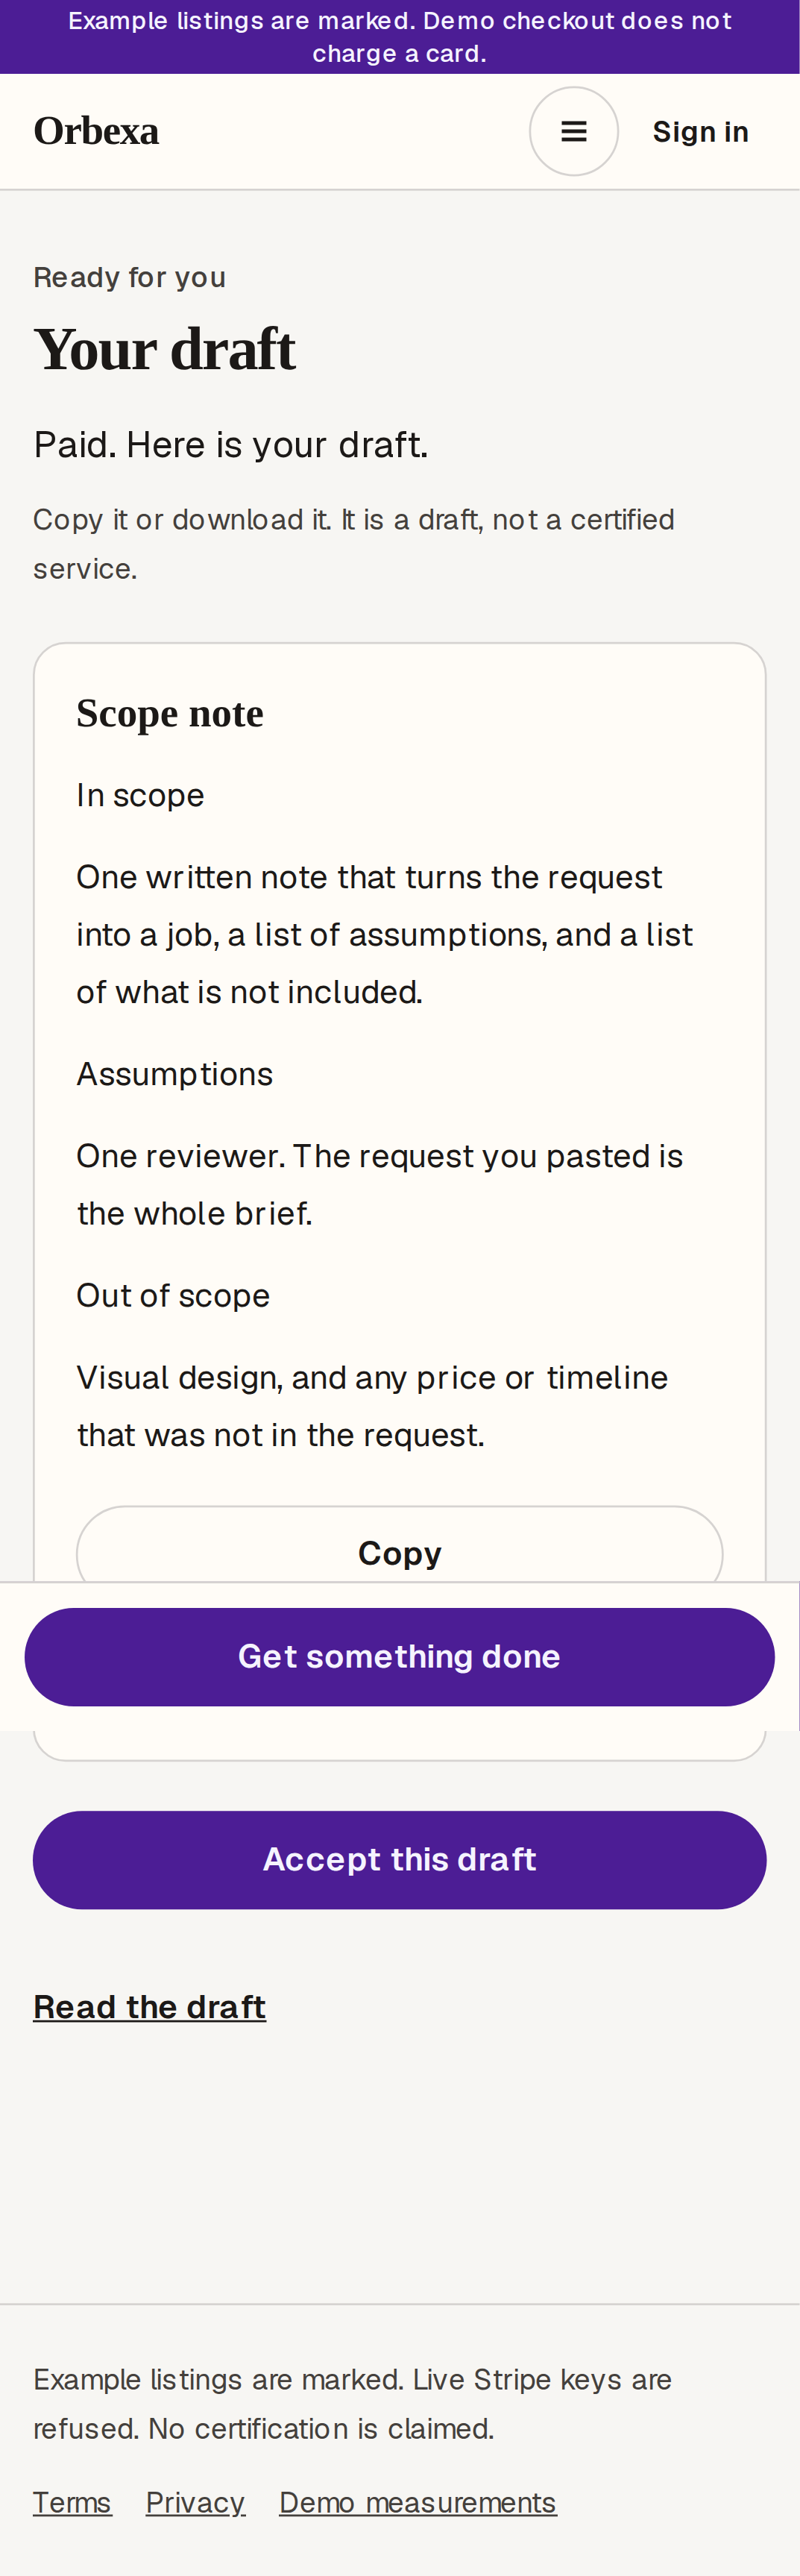 Example listings are marked. Demo checkout does not
charge a card.
Orbexa
Sign in
Ready for you
Your draft
Paid. Here is your draft.
Copy it or download it. It is a draft, not a certified
service.
Scope note
In scope
One written note that turns the request
into a job, a list of assumptions, and a list
of what is not included.
Assumptions
One reviewer. The request you pasted is
the whole brief.
Out of scope
Visual design, and any price or timeline
that was not in the request.
Copy
Get something done
Accept this draft
Read the draft
Example listings are marked. Live Stripe keys are
refused. No certification is claimed.
Terms Privacy Demo measurements